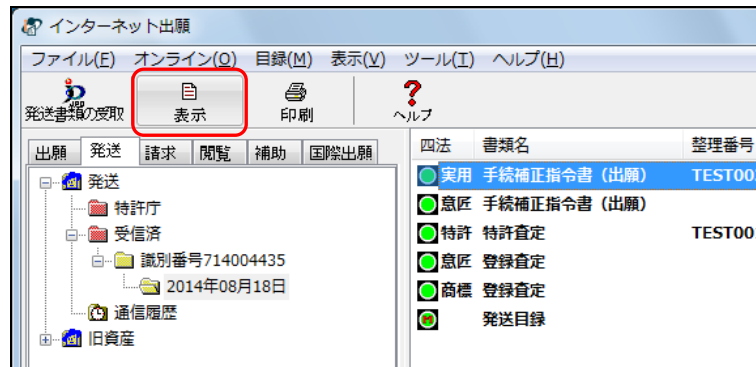 インターネット出願
ファイル(F) オンライン(O) 目録(M) 表示(V) ツール(T) ヘルプ(H)
発送書類の受取 表示 印刷 ヘルプ
出願 発送 請求 閲覧 補助 国際出願
発送
特許庁
受信済
識別番号714004435
2014年08月18日
通信履歴
旧資産
四法 書類名 整理番号
実用 手続補正指令書（出願） TEST00
意匠 手続補正指令書（出願）
特許 特許査定 TEST00
意匠 登録査定
商標 登録査定
発送目録